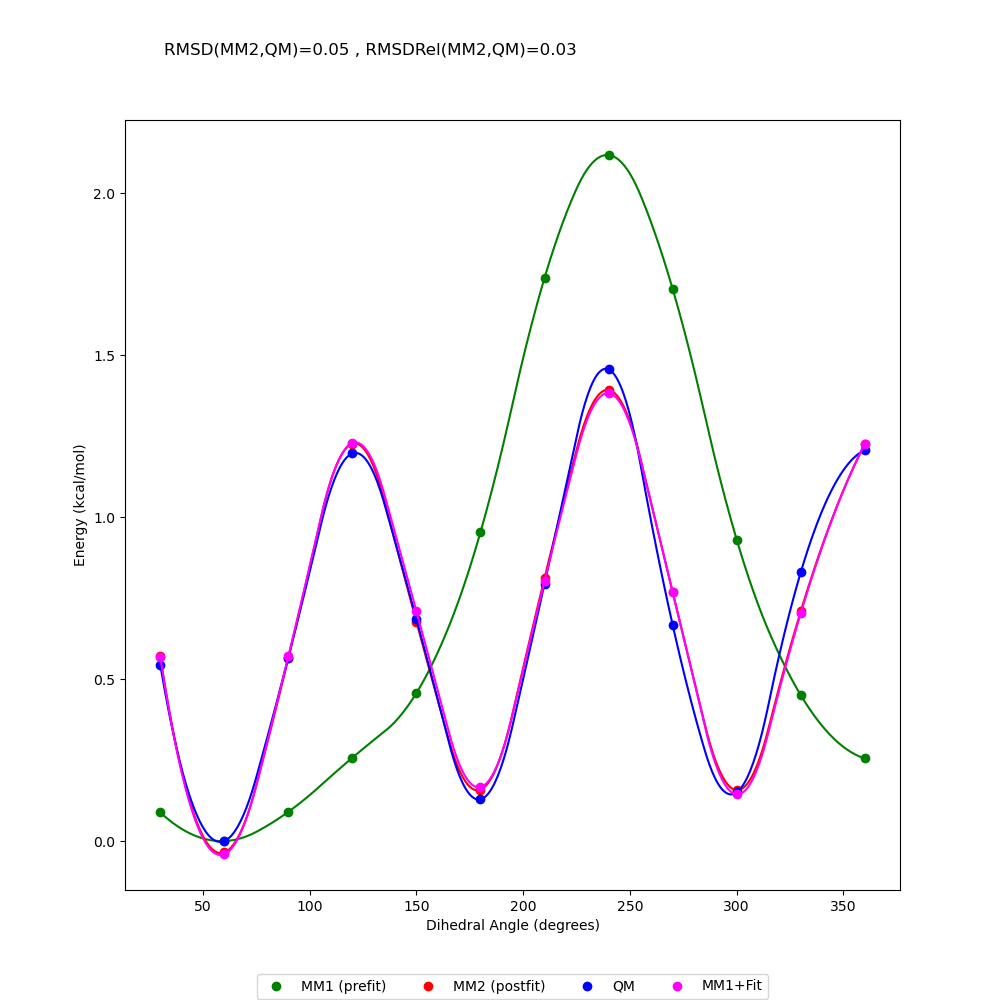 RMSD(MM2,QM)=0.05 , RMSDRel(MM2,QM)=0.03
2.0
1.5
1.0
0.5
0.0
Energy (kcal/mol)
50 100 150 200 250 300 350
Dihedral Angle (degrees)
MM1 (prefit) MM2 (postfit) QM MM1+Fit